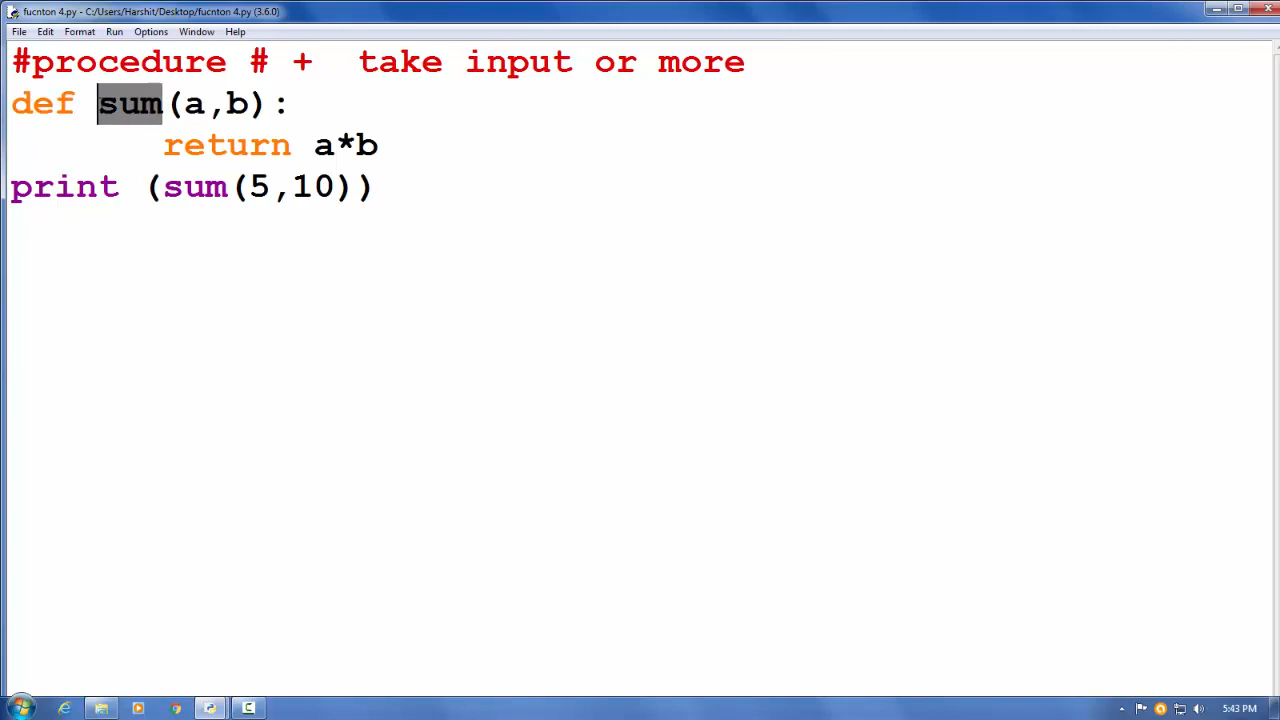 fucnton 4.py - C:/Users/Harshit/Desktop/fucnton 4.py (3.6.0)
File Edit Format Run Options Window Help
#procedure # +  take input or more
def sum(a,b):
return a*b
print (sum(5,10))
5:43 PM